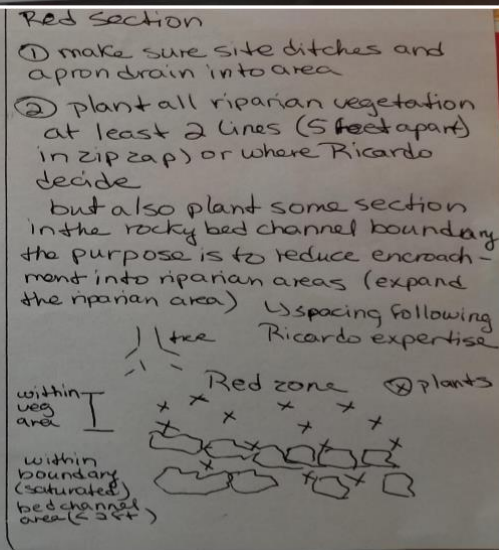 Red section
① make sure site ditches and
apron drain into area
② plant all riparian vegetation
at least 2 lines (5 feet apart)
in zip zap) or where Ricardo
decide
but also plant some section
in the rocky bed channel boundary
the purpose is to reduce encroach-
ment into riparian areas (expand
the riparian area) ↳ spacing following
Ricardo expertise
tree
Red zone ⓧ plants
within
veg
area
within
boundary
(saturated)
bed channel
area (<